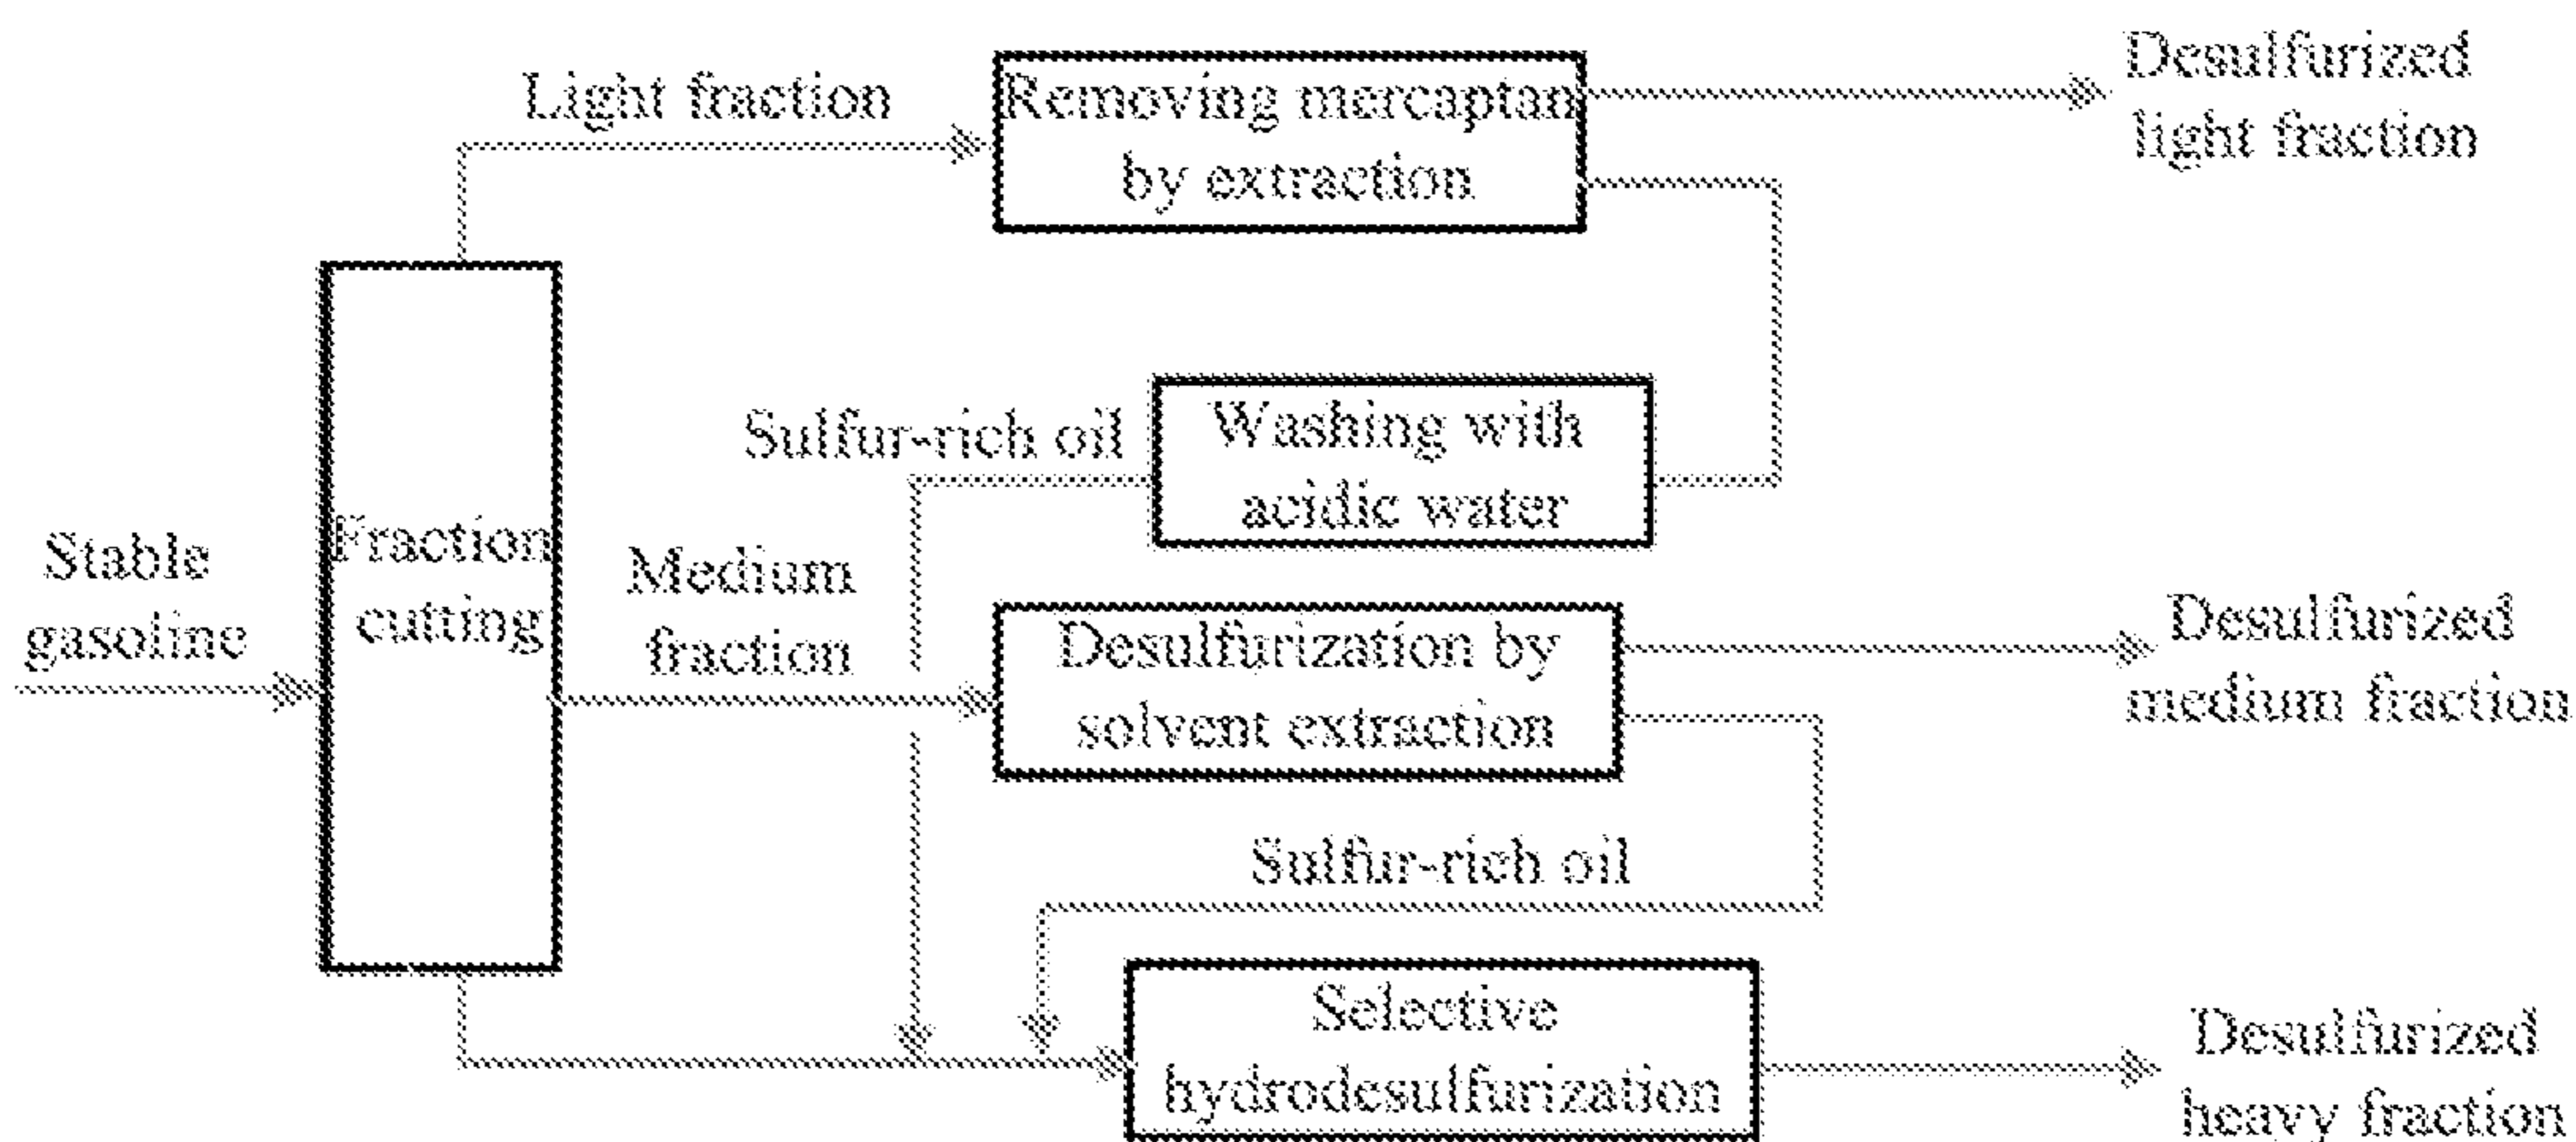 Light fraction
Removing mercaptan
by extraction
Desulfurized
light fraction
Sulfur-rich oil
Washing with
acidic water
Stable
gasoline
Fraction
cutting
Medium
fraction
Desulfurization by
solvent extraction
Desulfurized
medium fraction
Sulfur-rich oil
Selective
hydrodesulfurization
Desulfurized
heavy fraction